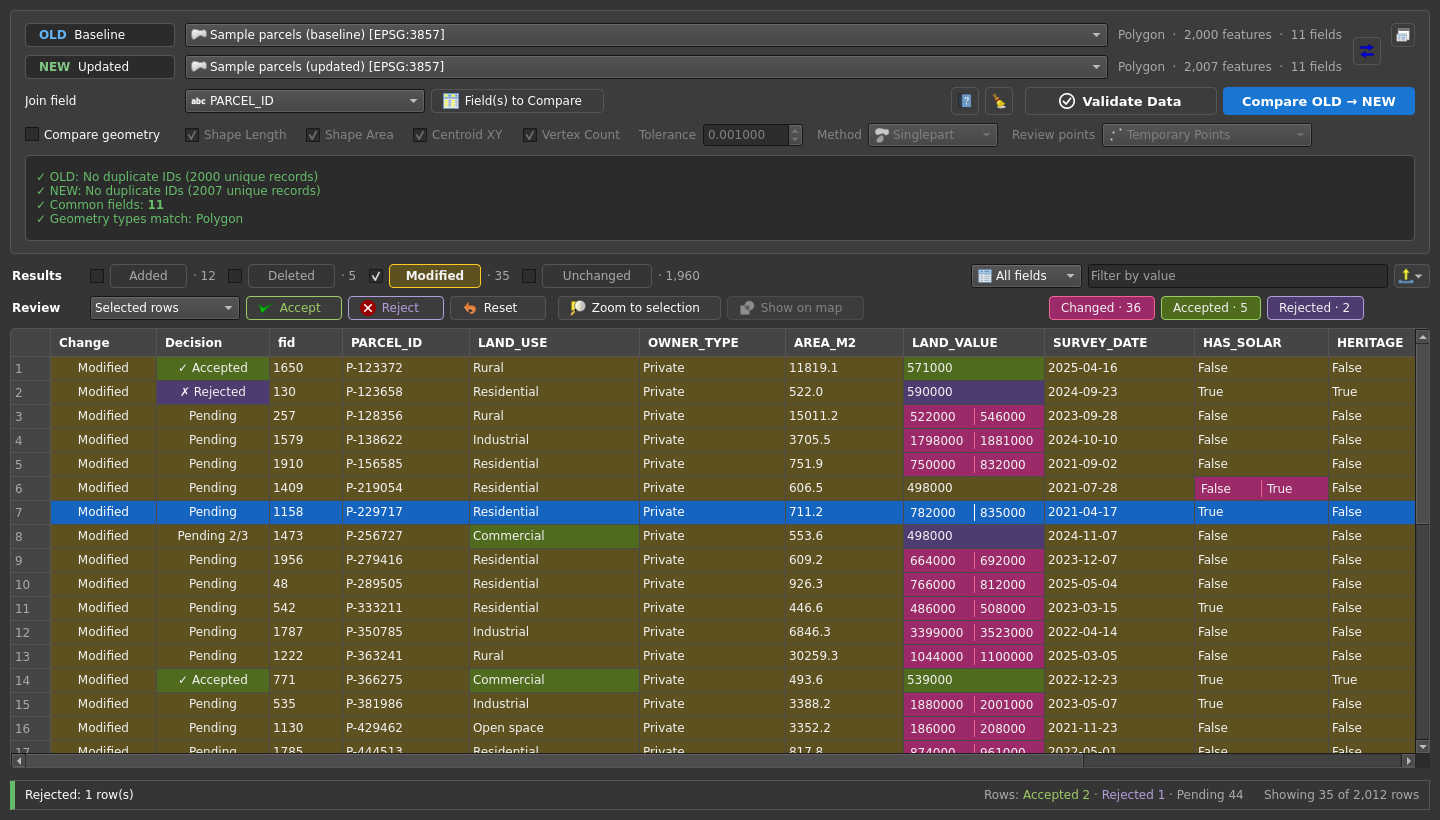 OLD Baseline Sample parcels (baseline) [EPSG:3857] Polygon · 2,000 features · 11 fields
NEW Updated Sample parcels (updated) [EPSG:3857] Polygon · 2,007 features · 11 fields
Join field abc PARCEL_ID Field(s) to Compare ? Validate Data Compare OLD → NEW
Compare geometry ✓ Shape Length ✓ Shape Area ✓ Centroid XY ✓ Vertex Count Tolerance 0.001000 Method Singlepart Review points Temporary Points
✓ OLD: No duplicate IDs (2000 unique records)
✓ NEW: No duplicate IDs (2007 unique records)
✓ Common fields: 11
✓ Geometry types match: Polygon
Results Added · 12 Deleted · 5 ✓ Modified · 35 Unchanged · 1,960 All fields Filter by value
Review Selected rows Accept Reject Reset Zoom to selection Show on map Changed · 36 Accepted · 5 Rejected · 2
Change Decision fid PARCEL_ID LAND_USE OWNER_TYPE AREA_M2 LAND_VALUE SURVEY_DATE HAS_SOLAR HERITAGE
1 Modified ✓ Accepted 1650 P-123372 Rural Private 11819.1 571000 2025-04-16 False False
2 Modified ✗ Rejected 130 P-123658 Residential Private 522.0 590000 2024-09-23 True True
3 Modified Pending 257 P-128356 Rural Private 15011.2 522000 546000 2023-09-28 False False
4 Modified Pending 1579 P-138622 Industrial Private 3705.5 1798000 1881000 2024-10-10 False False
5 Modified Pending 1910 P-156585 Residential Private 751.9 750000 832000 2021-09-02 False False
6 Modified Pending 1409 P-219054 Residential Private 606.5 498000 2021-07-28 False True False
7 Modified Pending 1158 P-229717 Residential Private 711.2 782000 835000 2021-04-17 True False
8 Modified Pending 2/3 1473 P-256727 Commercial Private 553.6 498000 2024-11-07 False False
9 Modified Pending 1956 P-279416 Residential Private 609.2 664000 692000 2023-12-07 False False
10 Modified Pending 48 P-289505 Residential Private 926.3 766000 812000 2025-05-04 False False
11 Modified Pending 542 P-333211 Residential Private 446.6 486000 508000 2023-03-15 True False
12 Modified Pending 1787 P-350785 Industrial Private 6846.3 3399000 3523000 2022-04-14 False False
13 Modified Pending 1222 P-363241 Rural Private 30259.3 1044000 1100000 2025-03-05 False False
14 Modified ✓ Accepted 771 P-366275 Commercial Private 493.6 539000 2022-12-23 True True
15 Modified Pending 535 P-381986 Industrial Private 3388.2 1880000 2001000 2023-05-07 True False
16 Modified Pending 1130 P-429462 Open space Private 3352.2 186000 208000 2021-11-23 False False
17 Modified Pending 1785 P-444513 Residential Private 817.8 874000 961000 2022-05-01 False False
Rejected: 1 row(s) Rows: Accepted 2 · Rejected 1 · Pending 44 Showing 35 of 2,012 rows